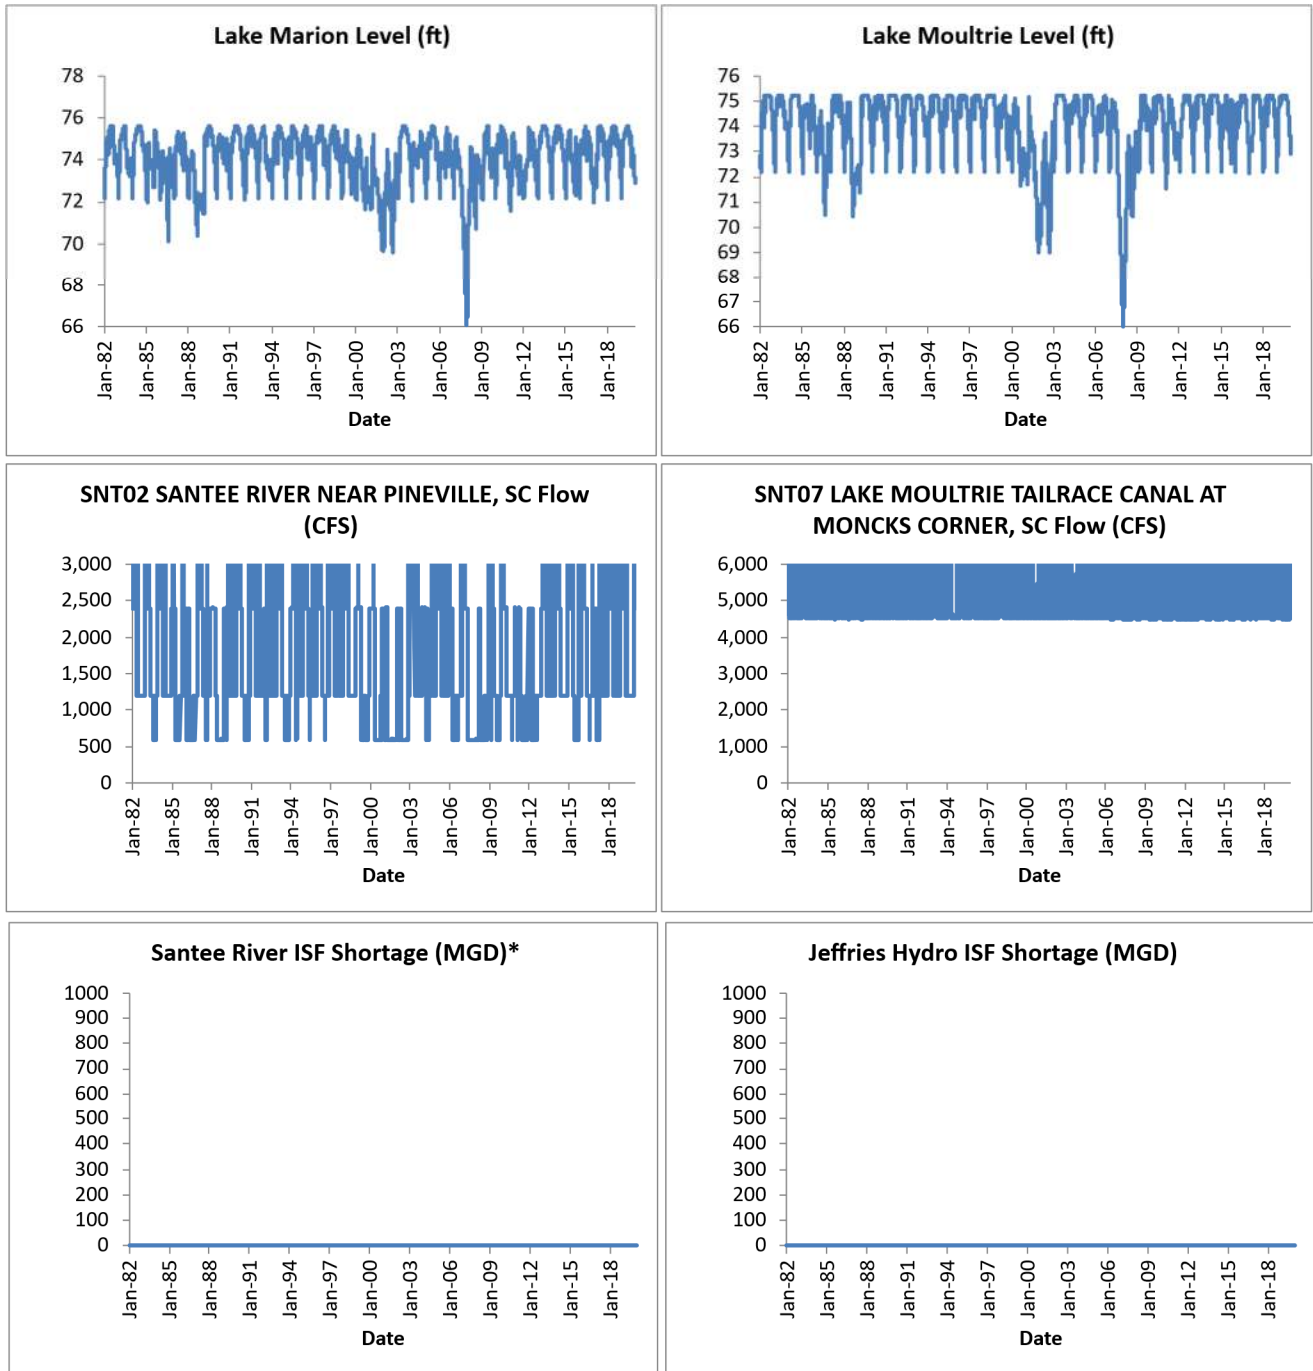 Lake Marion Level (ft)
78
76
74
72
70
68
66
Jan-82
Jan-85
Jan-88
Jan-91
Jan-94
Jan-97
Jan-00
Jan-03
Jan-06
Jan-09
Jan-12
Jan-15
Jan-18
Date
Lake Moultrie Level (ft)
76
75
74
73
72
71
70
69
68
67
66
Jan-82
Jan-85
Jan-88
Jan-91
Jan-94
Jan-97
Jan-00
Jan-03
Jan-06
Jan-09
Jan-12
Jan-15
Jan-18
Date
SNT02 SANTEE RIVER NEAR PINEVILLE, SC Flow
(CFS)
3,000
2,500
2,000
1,500
1,000
500
0
Jan-82
Jan-85
Jan-88
Jan-91
Jan-94
Jan-97
Jan-00
Jan-03
Jan-06
Jan-09
Jan-12
Jan-15
Jan-18
Date
SNT07 LAKE MOULTRIE TAILRACE CANAL AT
MONCKS CORNER, SC Flow (CFS)
6,000
5,000
4,000
3,000
2,000
1,000
0
Jan-82
Jan-85
Jan-88
Jan-91
Jan-94
Jan-97
Jan-00
Jan-03
Jan-06
Jan-09
Jan-12
Jan-15
Jan-18
Date
Santee River ISF Shortage (MGD)*
1000
900
800
700
600
500
400
300
200
100
0
Jan-82
Jan-85
Jan-88
Jan-91
Jan-94
Jan-97
Jan-00
Jan-03
Jan-06
Jan-09
Jan-12
Jan-15
Jan-18
Date
Jeffries Hydro ISF Shortage (MGD)
1000
900
800
700
600
500
400
300
200
100
0
Jan-82
Jan-85
Jan-88
Jan-91
Jan-94
Jan-97
Jan-00
Jan-03
Jan-06
Jan-09
Jan-12
Jan-15
Jan-18
Date